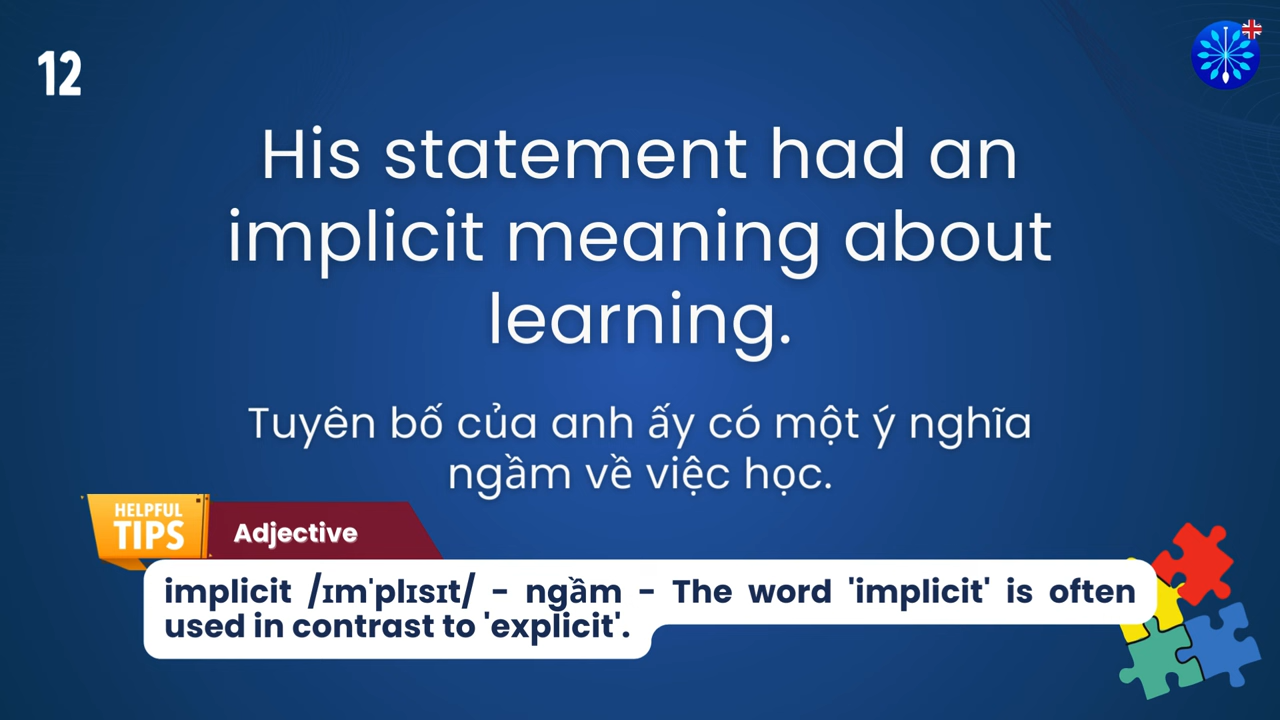 12
His statement had an
implicit meaning about
learning.
Tuyên bố của anh ấy có một ý nghĩa
ngầm về việc học.
HELPFUL
TIPS
Adjective
implicit /ɪmˈplɪsɪt/ - ngầm - The word 'implicit' is often
used in contrast to 'explicit'.